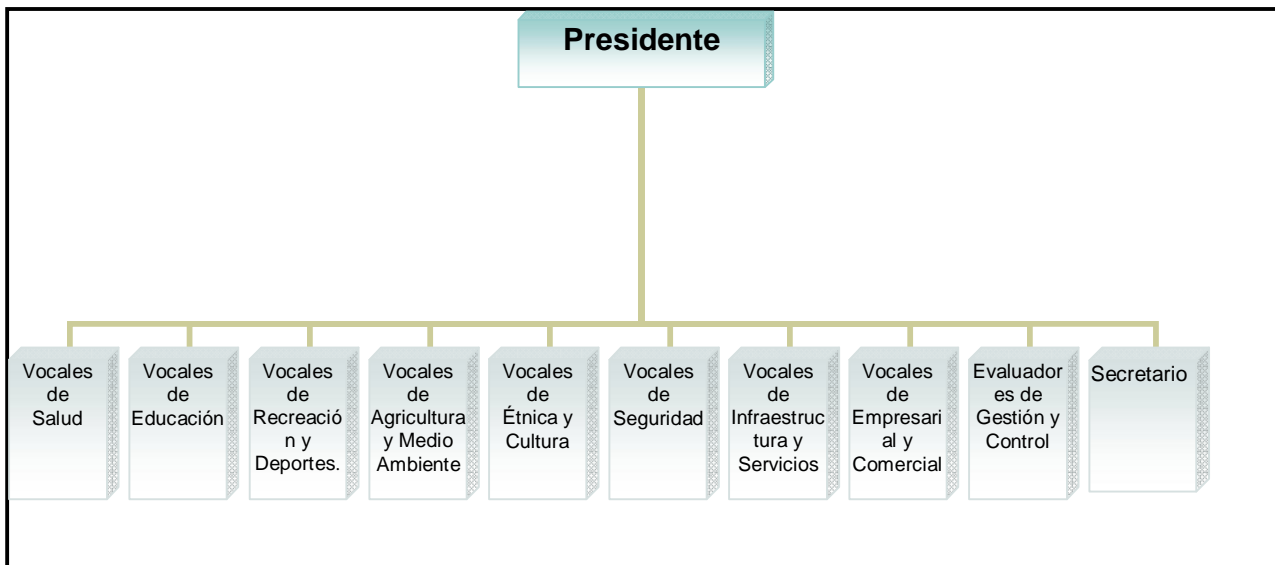 Presidente
Vocales
de
Salud
Vocales
de
Educación
Vocales
de
Recreació
n y
Deportes.
Vocales
de
Agricultura
y Medio
Ambiente
Vocales
de
Étnica y
Cultura
Vocales
de
Seguridad
Vocales
de
Infraestruc
tura y
Servicios
Vocales
de
Empresari
al y
Comercial
Evaluador
es de
Gestión y
Control
Secretario